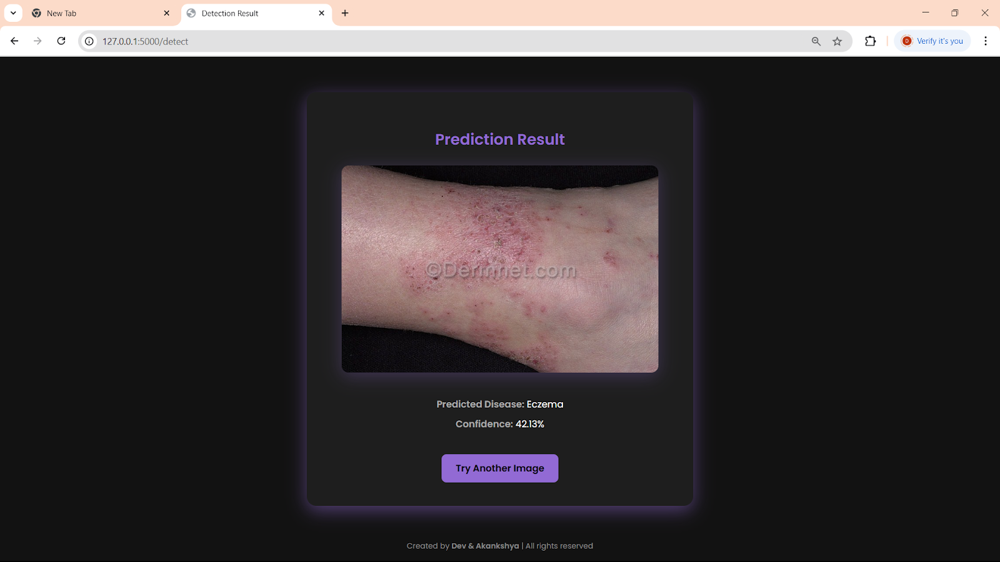 New Tab
Detection Result
127.0.0.1:5000/detect
D
Verify it's you
Prediction Result
©Dermnet.com
Predicted Disease: Eczema
Confidence: 42.13%
Try Another Image
Created by Dev & Akankshya | All rights reserved